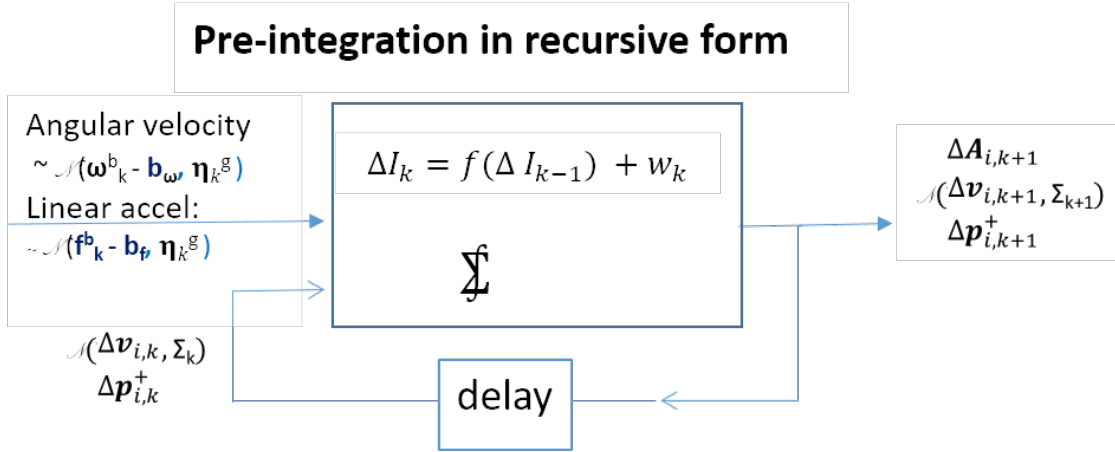 Pre-integration in recursive form
Angular velocity
~ 𝒩(ωᵇₖ - b_ω, ηₖᵍ)
Linear accel:
~ 𝒩(fᵇₖ - b_f, ηₖᵍ)
ΔIₖ = f(Δ Iₖ₋₁) + wₖ
∑∫
ΔA_{i,k+1}
𝒩(Δv_{i,k+1}, Σ_{k+1})
Δp⁺_{i,k+1}
𝒩(Δv_{i,k}, Σₖ)
Δp⁺_{i,k}
delay